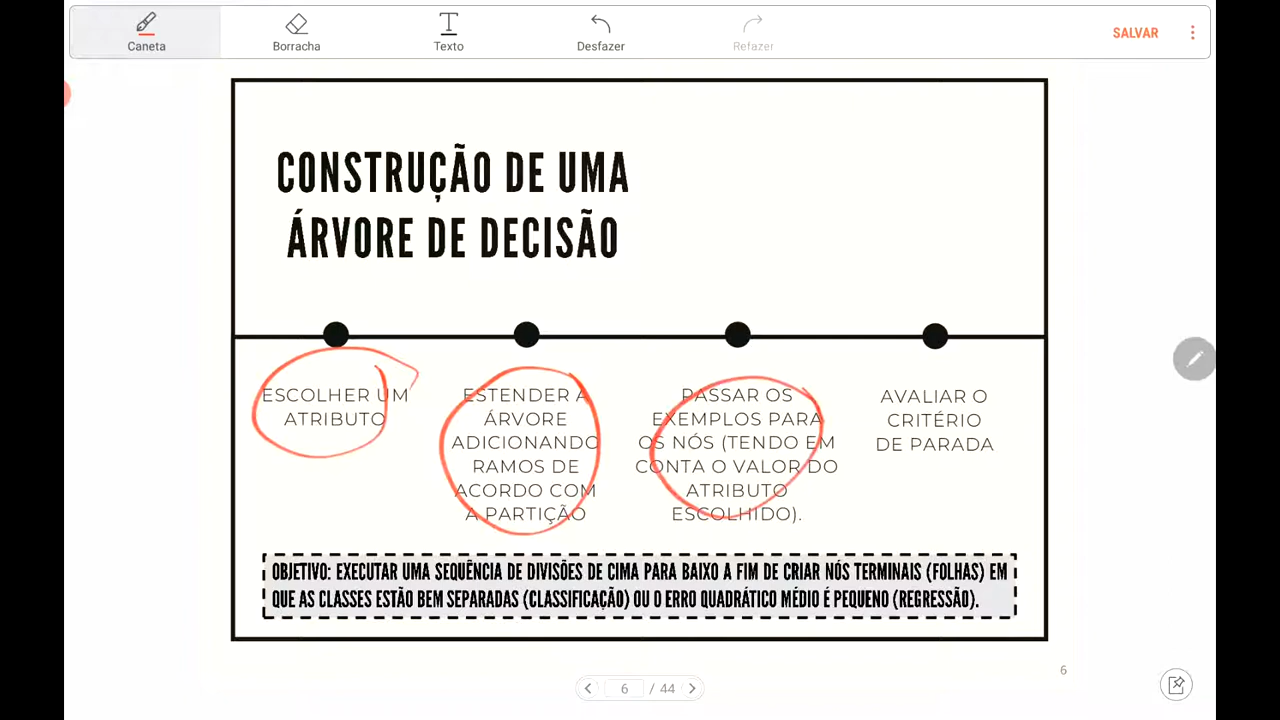 Caneta
Borracha
Texto
Desfazer
Refazer
SALVAR
CONSTRUÇÃO DE UMA
ÁRVORE DE DECISÃO
ESCOLHER UM
ATRIBUTO
ESTENDER A
ÁRVORE
ADICIONANDO
RAMOS DE
ACORDO COM
A PARTIÇÃO
PASSAR OS
EXEMPLOS PARA
OS NÓS (TENDO EM
CONTA O VALOR DO
ATRIBUTO
ESCOLHIDO).
AVALIAR O
CRITÉRIO
DE PARADA
OBJETIVO: EXECUTAR UMA SEQUÊNCIA DE DIVISÕES DE CIMA PARA BAIXO A FIM DE CRIAR NÓS TERMINAIS (FOLHAS) EM
QUE AS CLASSES ESTÃO BEM SEPARADAS (CLASSIFICAÇÃO) OU O ERRO QUADRÁTICO MÉDIO É PEQUENO (REGRESSÃO).
6
6 / 44